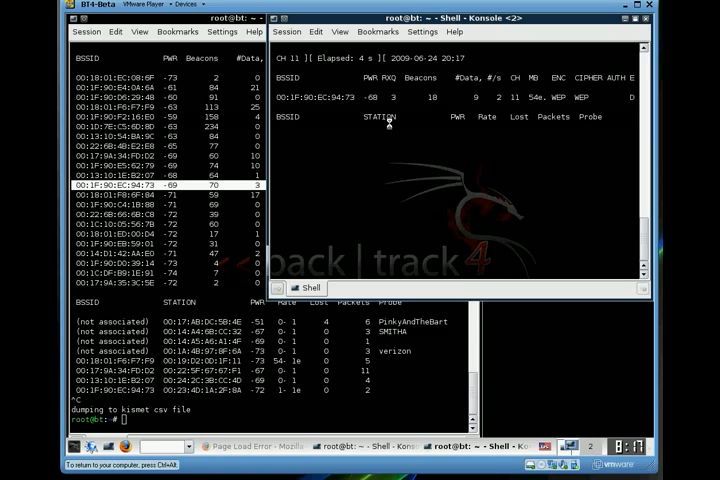 BT4-Beta VMware Player Devices
root@bt: ~ -
Session Edit View Bookmarks Settings
BSSID PWR Beacons #Data,
00:18:01:EC:08:6F -73 2 0
00:1F:90:E4:0A:6A -61 84 21
00:1F:90:D6:29:48 -60 91 0
00:18:01:F6:F7:F9 -63 113 25
00:1F:90:F2:16:E0 -59 158 4
00:1D:7E:C5:6D:8D -63 234 0
00:13:10:54:BA:9C -63 84 0
00:22:6B:4B:E2:E8 -65 77 0
00:17:9A:34:FD:D2 -69 60 10
00:1F:90:E5:62:79 -69 74 10
00:13:10:1E:B2:07 -68 64 1
00:1F:90:EC:94:73 -69 70 3
00:18:01:F8:6F:84 -71 59 17
00:1F:90:C4:1B:88 -71 69 0
00:22:6B:66:6B:C8 -72 39 0
00:1C:10:05:56:7B -72 60 0
00:18:01:ED:00:D4 -72 17 1
00:1F:90:EB:59:01 -72 31 0
00:14:D1:42:AA:E0 -71 47 2
00:1F:90:D0:39:14 -73 4 0
00:1C:DF:B9:1E:91 -74 7 0
00:17:9A:35:3C:5E -72 2 0
BSSID STATION PWR Rate Lost Packets Probe
(not associated) 00:17:AB:DC:5B:4E -51 0- 1 4 6 PinkyAndTheBart
(not associated) 00:14:A4:6B:CC:32 -67 0- 1 0 3 SMITHA
(not associated) 00:14:A5:A6:A1:4F -69 0- 1 0 1
(not associated) 00:1A:4B:97:8F:6A -73 0- 1 0 3 verizon
00:18:01:F6:F7:F9 00:19:D2:0D:1F:11 -73 54- 1e 0 5
00:17:9A:34:FD:D2 00:22:5F:67:67:F1 -67 0- 1 0 11
00:13:10:1E:B2:07 00:24:2C:3B:CC:4D -69 0- 1 0 4
00:1F:90:EC:94:73 00:23:4D:1A:2F:8A -72 1- 1e 0 2
^C
dumping to kismet csv file
root@bt:~#
root@bt: ~ - Shell - Konsole <2>
Session Edit View Bookmarks Settings Help
CH 11 ][ Elapsed: 4 s ][ 2009-06-24 20:17
BSSID PWR RXQ Beacons #Data, #/s CH MB ENC CIPHER AUTH E
00:1F:90:EC:94:73 -68 3 18 9 2 11 54e. WEP WEP D
BSSID STATION PWR Rate Lost Packets Probe
<< back | track 4
Shell
Page Load Error - Mozilla
root@bt: ~ - Shell - Kons
root@bt: ~ - Shell - K
2
8:17
To return to your computer, press Ctrl+Alt.
vmware